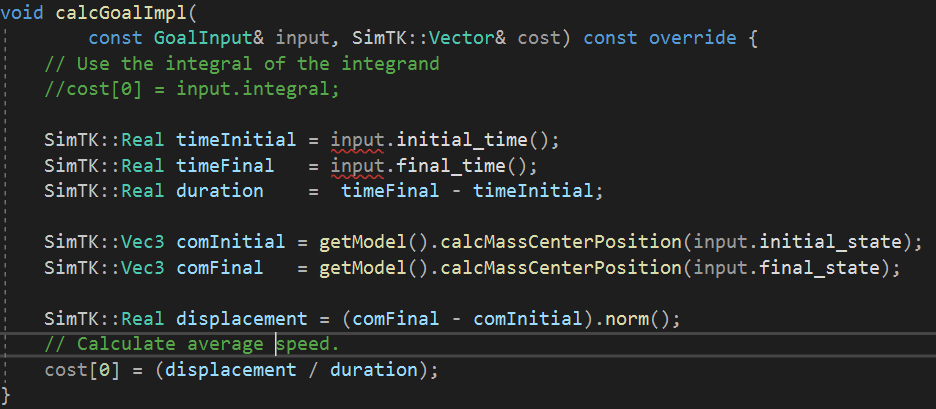 void calcGoalImpl(
const GoalInput& input, SimTK::Vector& cost) const override {
// Use the integral of the integrand
//cost[0] = input.integral;
SimTK::Real timeInitial = input.initial_time();
SimTK::Real timeFinal   = input.final_time();
SimTK::Real duration    =  timeFinal - timeInitial;
SimTK::Vec3 comInitial = getModel().calcMassCenterPosition(input.initial_state);
SimTK::Vec3 comFinal   = getModel().calcMassCenterPosition(input.final_state);
SimTK::Real displacement = (comFinal - comInitial).norm();
// Calculate average speed.
cost[0] = (displacement / duration);
}